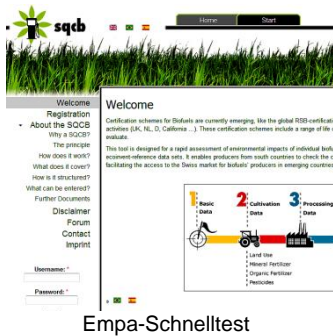 sqcb
Home Start
Welcome
Registration
About the SQCB
Why a SQCB?
The principle
How does it work?
What does it cover?
How is it structured?
What can be entered?
Further Documents
Disclaimer
Forum
Contact
Imprint
Username: *
Password: *
Welcome
Certification schemes for Biofuels are currently emerging, like the global RSB-certificati
activities (UK, NL, D, California ...). These certification schemes include a range of life c
evaluate.
This tool is designed for a rapid assessment of environmental impacts of individual biofu
ecoinvent-reference data sets. It enables producers from south countries to check the c
facilitating the access to the Swiss market for biofuels' producers in emerging countries
1 Basic Data
2 Cultivation Data
3 Processing Data
Land Use
Mineral Fertilizer
Organic Fertilizer
Pesticides
Empa-Schnelltest